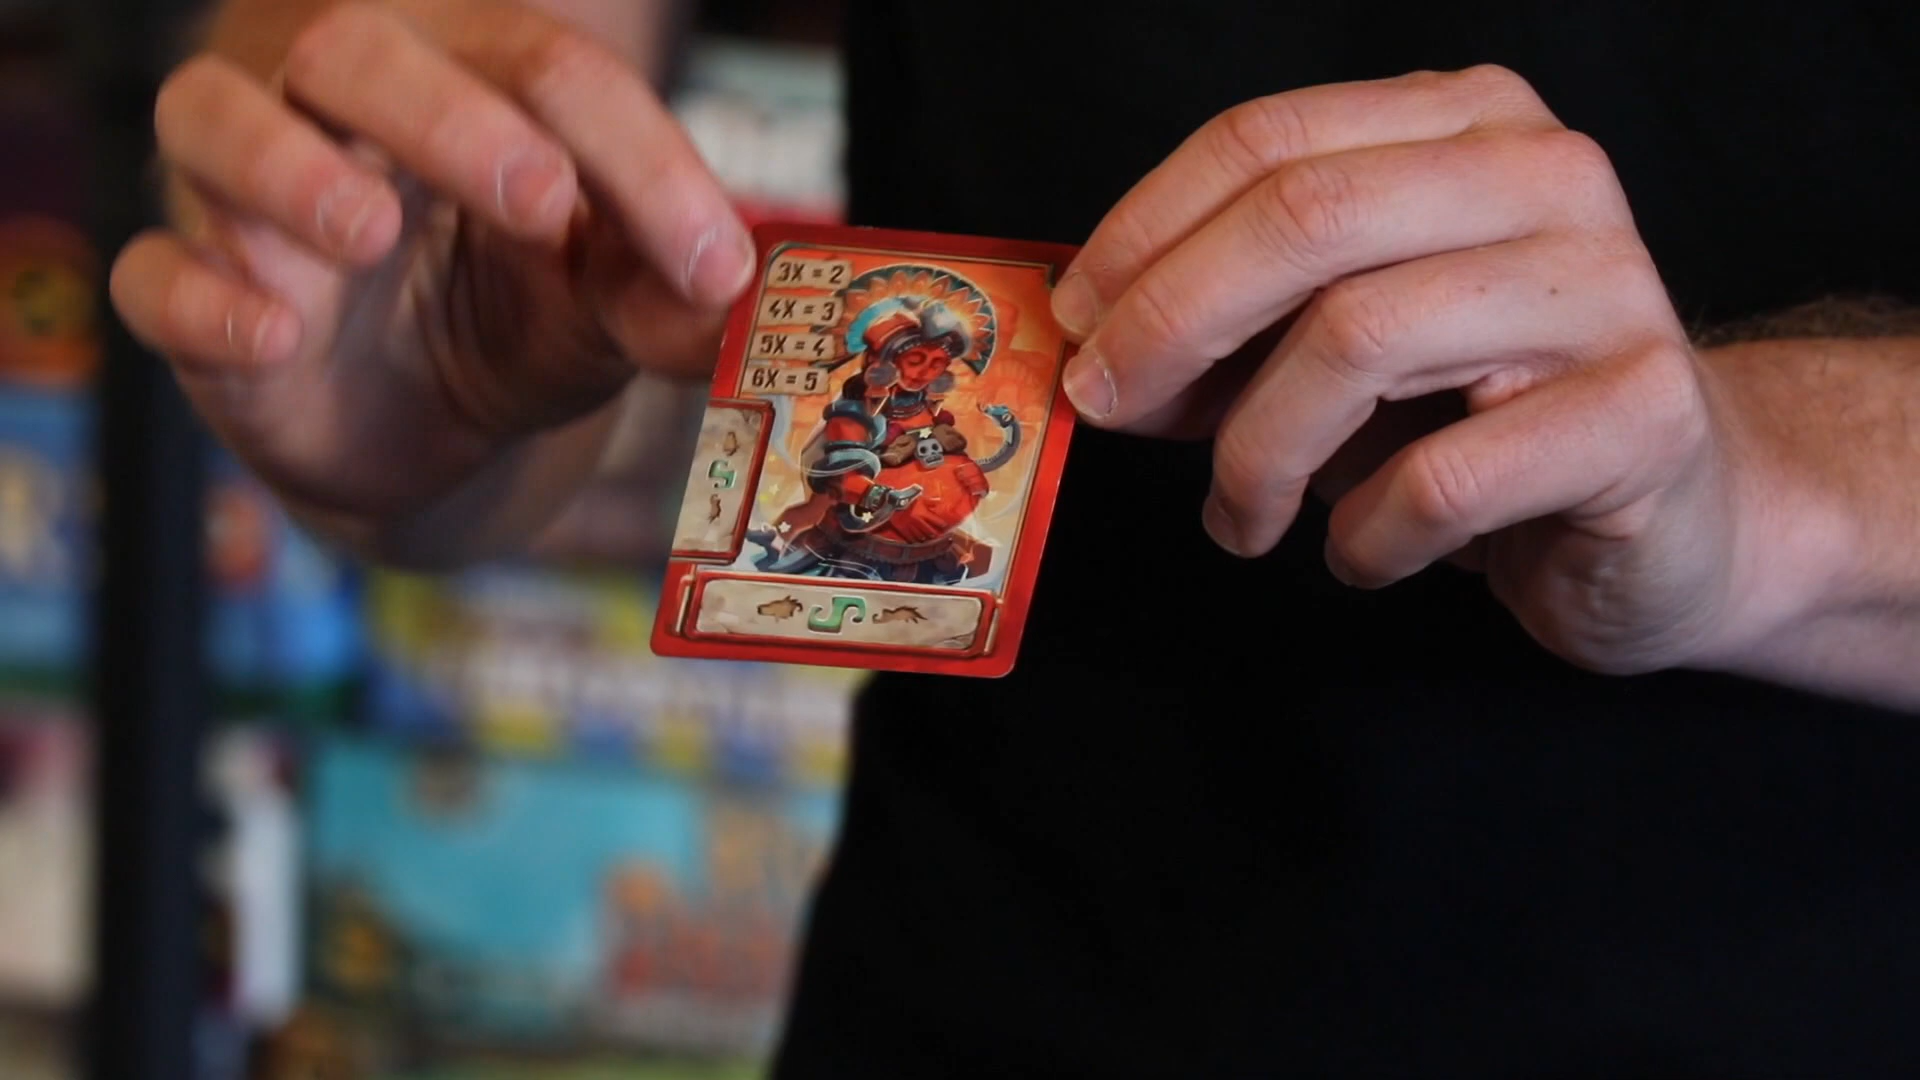 3X = 2
4X = 3
5X = 4
6X = 5